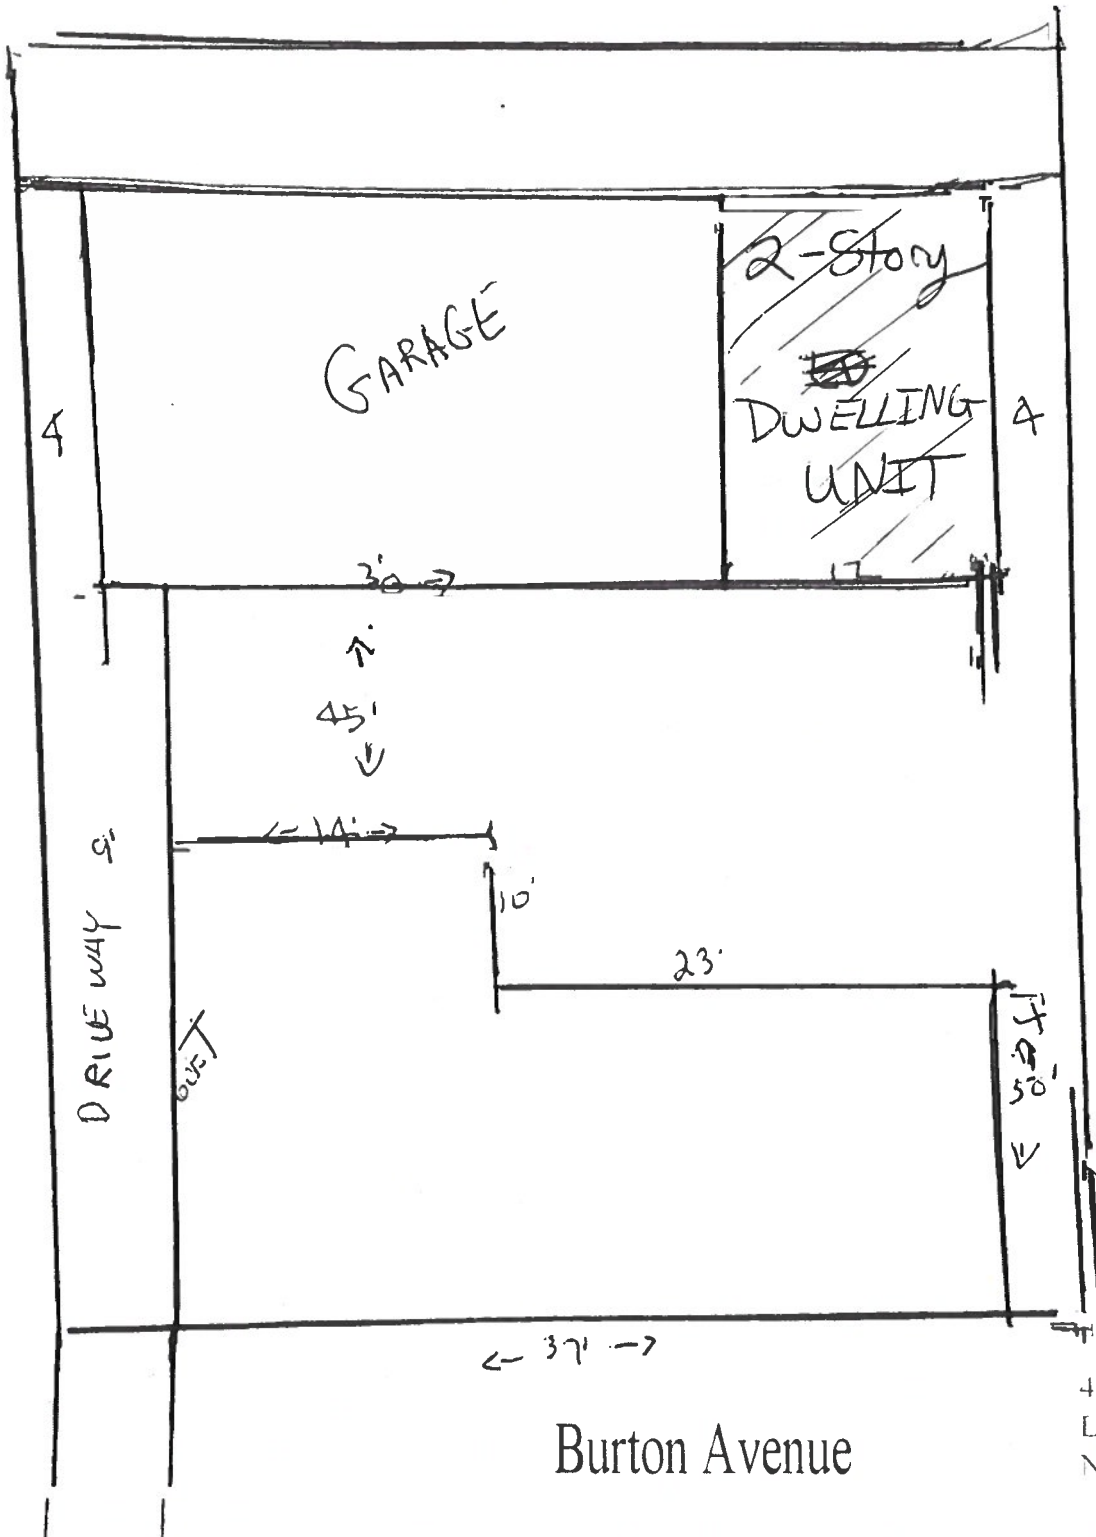 2-Story
GARAGE
DWELLING
UNIT
4
4
30
17
45'
14'
9'
10'
23'
DRIVEWAY
50'
37'
Burton Avenue